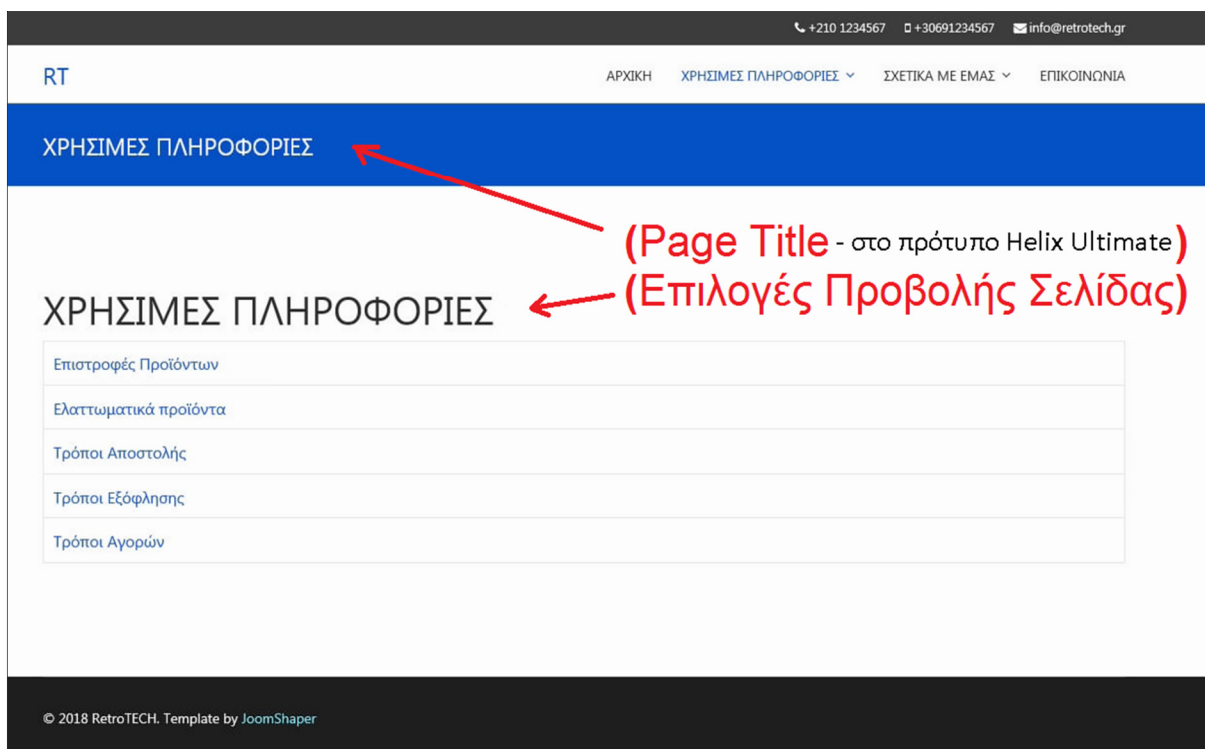 +210 1234567 +30691234567 info@retrotech.gr
RT ΑΡΧΙΚΗ ΧΡΗΣΙΜΕΣ ΠΛΗΡΟΦΟΡΙΕΣ ΣΧΕΤΙΚΑ ΜΕ ΕΜΑΣ ΕΠΙΚΟΙΝΩΝΙΑ
ΧΡΗΣΙΜΕΣ ΠΛΗΡΟΦΟΡΙΕΣ
(Page Title - στο πρότυπο Helix Ultimate)
(Επιλογές Προβολής Σελίδας)
ΧΡΗΣΙΜΕΣ ΠΛΗΡΟΦΟΡΙΕΣ
Επιστροφές Προϊόντων
Ελαττωματικά προϊόντα
Τρόποι Αποστολής
Τρόποι Εξόφλησης
Τρόποι Αγορών
© 2018 RetroTECH. Template by JoomShaper